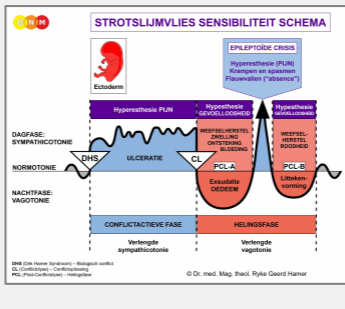 GNM
STROTSLIJMVLIES SENSIBILITEIT SCHEMA
EPILEPTOÏDE CRISIS
Hyperesthesie (PIJN)
Krampen en spasmen
Flauwvallen ("absence")
Ectoderm
Hyperesthesie PIJN
Hypesthesie
GEVOELLOOSHEID
Hypesthesie
GEVOELLOOSHEID
DAGFASE:
SYMPATHICOTONIE
WEEFSELHERSTEL
ZWELLING
ONTSTEKING
BLOEDING
WEEFSEL-
HERSTEL
ROODHEID
DHS
ULCERATIE
CL
PCL-A
PCL-B
NORMOTONIE
Exsudatie
OEDEEM
Litteken-
vorming
NACHTFASE:
VAGOTONIE
CONFLICTACTIEVE FASE
HELINGSFASE
Verlengde
sympathicotonie
Verlengde
vagotonie
DHS (Dirk Hamer Syndroom) – Biologisch conflict
CL (Conflictolyse) – Conflictoplossing
PCL (Post-Conflictolyse) – Helingsfase
© Dr. med. Mag. theol. Ryke Geerd Hamer